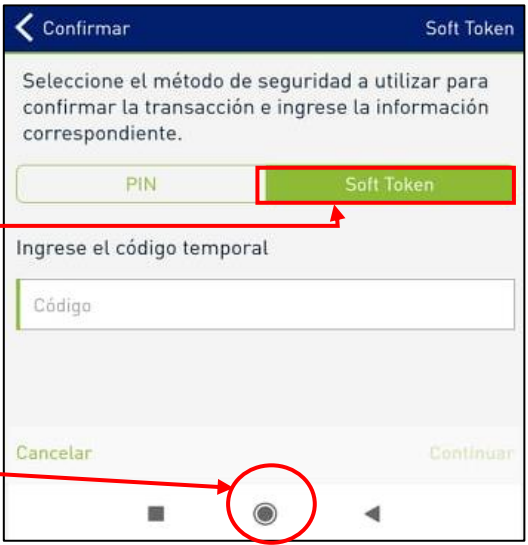 Confirmar Soft Token
Seleccione el método de seguridad a utilizar para
confirmar la transacción e ingrese la información
correspondiente.
PIN Soft Token
Ingrese el código temporal
Código
Cancelar Continuar